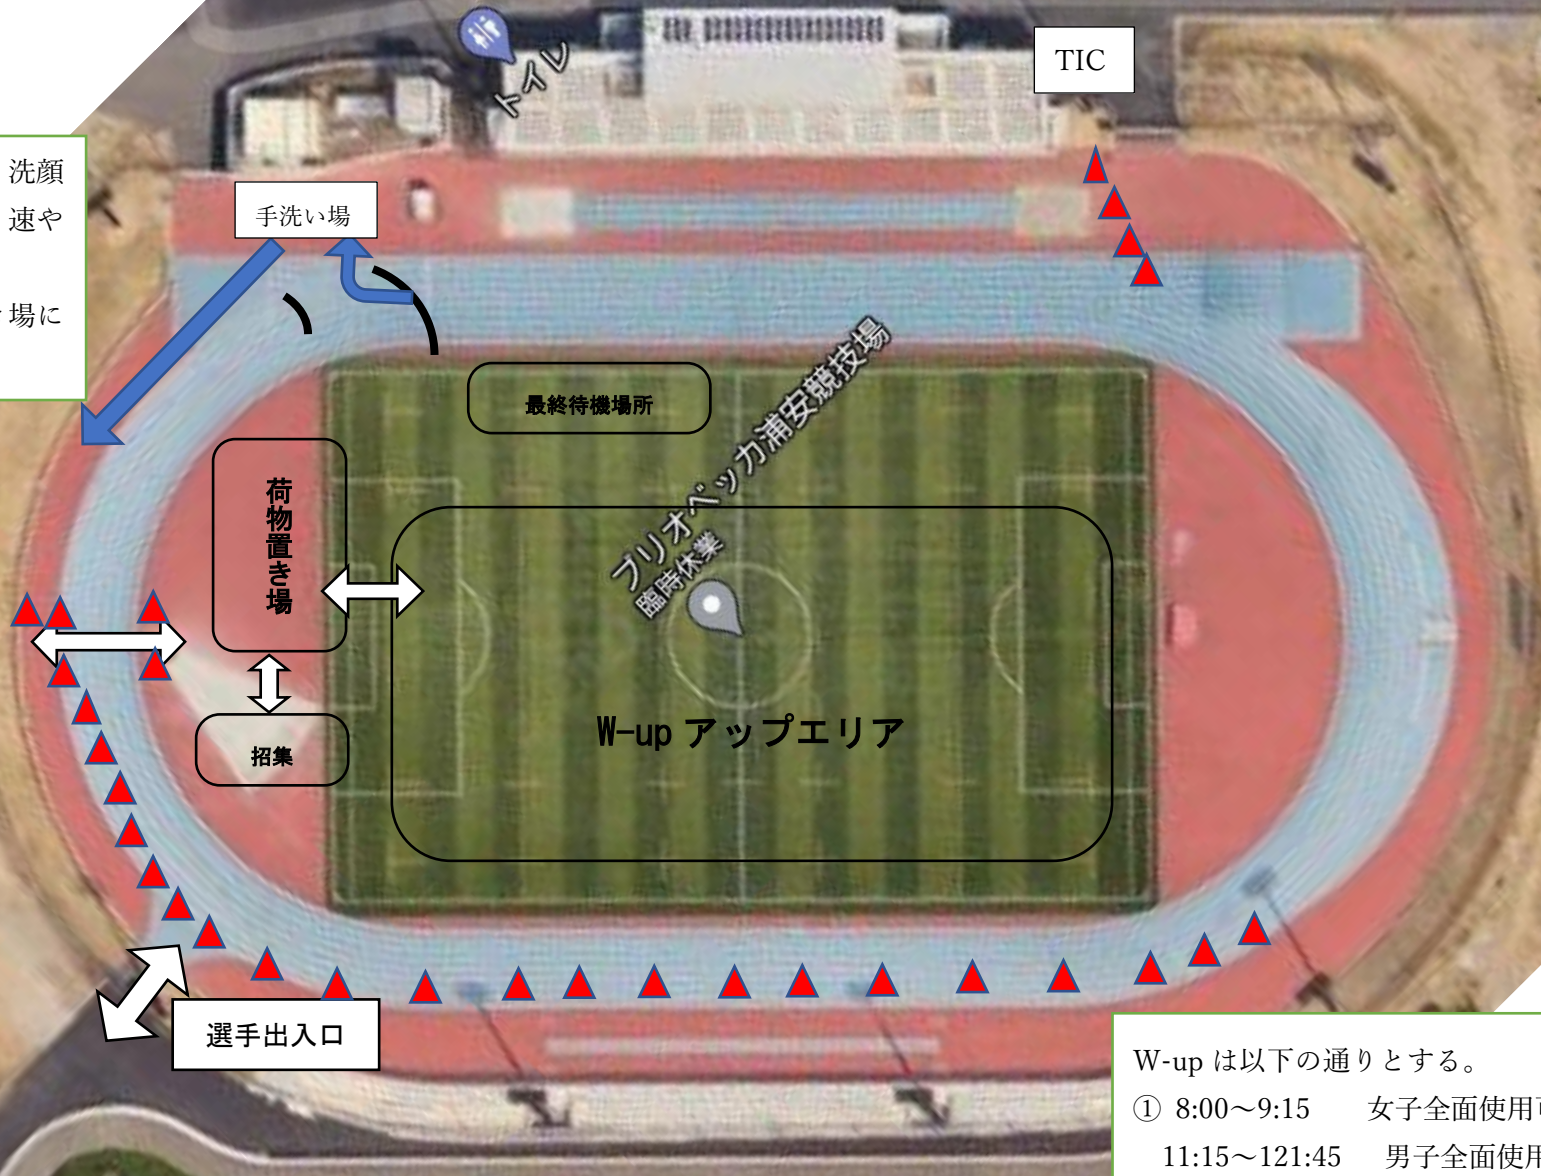 トイレ
TIC
洗顔
速や
場に
手洗い場
最終待機場所
ブリオベッカ浦安競技場
臨時休業
荷物置き場
招集
W-up アップエリア
選手出入口
W-up は以下の通りとする。
① 8:00～9:15 女子全面使用
11:15～121:45 男子全面使用